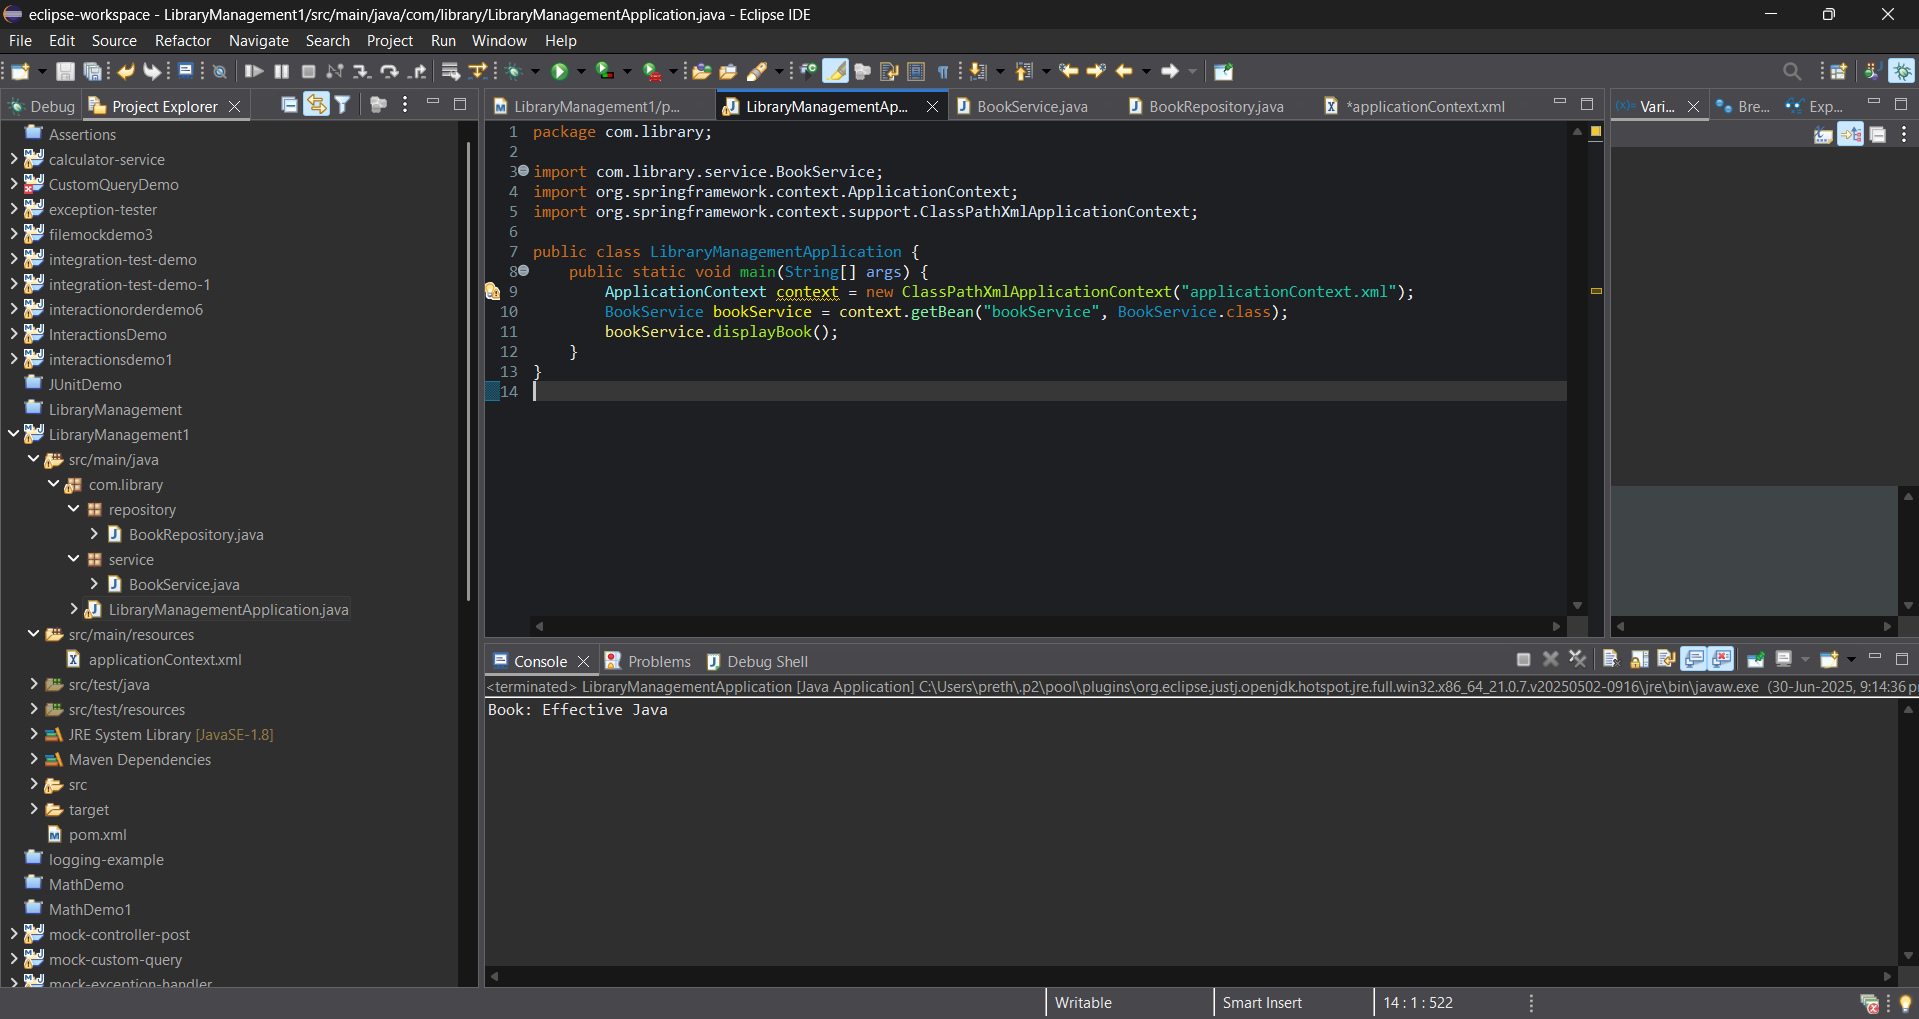 eclipse-workspace - LibraryManagement1/src/main/java/com/library/LibraryManagementApplication.java - Eclipse IDE
File Edit Source Refactor Navigate Search Project Run Window Help
Debug
Project Explorer
Assertions
calculator-service
CustomQueryDemo
exception-tester
filemockdemo3
integration-test-demo
integration-test-demo-1
interactionorderdemo6
InteractionsDemo
interactionsdemo1
JUnitDemo
LibraryManagement
LibraryManagement1
src/main/java
com.library
repository
BookRepository.java
service
BookService.java
LibraryManagementApplication.java
src/main/resources
applicationContext.xml
src/test/java
src/test/resources
JRE System Library [JavaSE-1.8]
Maven Dependencies
src
target
pom.xml
logging-example
MathDemo
MathDemo1
mock-controller-post
mock-custom-query
mock-exception-handler
LibraryManagement1/p...
LibraryManagementAp...
BookService.java
BookRepository.java
*applicationContext.xml
1 package com.library;
2
3 import com.library.service.BookService;
4 import org.springframework.context.ApplicationContext;
5 import org.springframework.context.support.ClassPathXmlApplicationContext;
6
7 public class LibraryManagementApplication {
8 public static void main(String[] args) {
9 ApplicationContext context = new ClassPathXmlApplicationContext("applicationContext.xml");
10 BookService bookService = context.getBean("bookService", BookService.class);
11 bookService.displayBook();
12 }
13 }
14
(x)= Vari...
Bre...
Exp...
Console
Problems
Debug Shell
<terminated> LibraryManagementApplication [Java Application] C:\Users\preth\.p2\pool\plugins\org.eclipse.justj.openjdk.hotspot.jre.full.win32.x86_64_21.0.7.v20250502-0916\jre\bin\javaw.exe (30-Jun-2025, 9:14:36 p
Book: Effective Java
Writable
Smart Insert
14 : 1 : 522